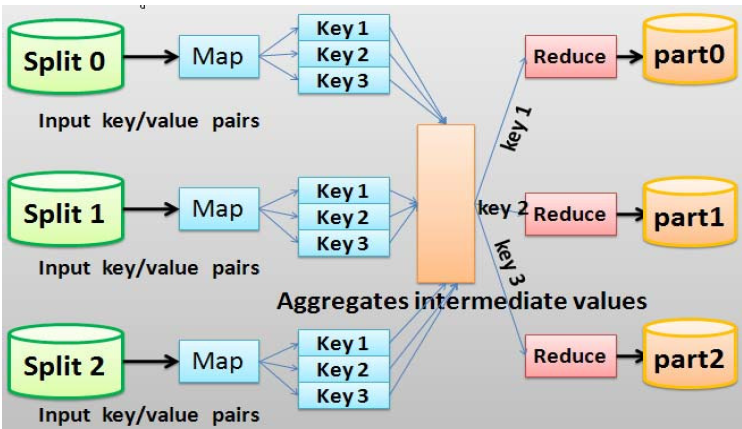 Split 0
Map
Key 1
Key 2
Key 3
Input key/value pairs
Split 1
Map
Key 1
Key 2
Key 3
Input key/value pairs
Split 2
Map
Key 1
Key 2
Key 3
Input key/value pairs
Aggregates intermediate values
key 1
Reduce
part0
key 2
Reduce
part1
key 3
Reduce
part2